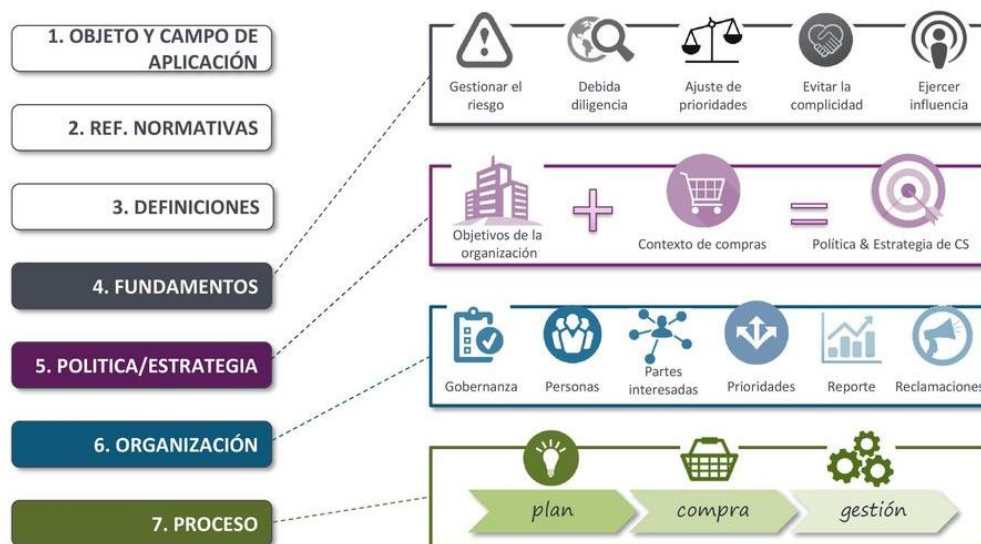 1. OBJETO Y CAMPO DE
APLICACIÓN
2. REF. NORMATIVAS
3. DEFINICIONES
4. FUNDAMENTOS
5. POLITICA/ESTRATEGIA
6. ORGANIZACIÓN
7. PROCESO
Gestionar el
riesgo
Debida
diligencia
Ajuste de
prioridades
Evitar la
complicidad
Ejercer
influencia
Objetivos de la
organización
+
Contexto de compras
=
Política & Estrategia de CS
Gobernanza
Personas
Partes
interesadas
Prioridades
Reporte
Reclamaciones
plan
compra
gestión